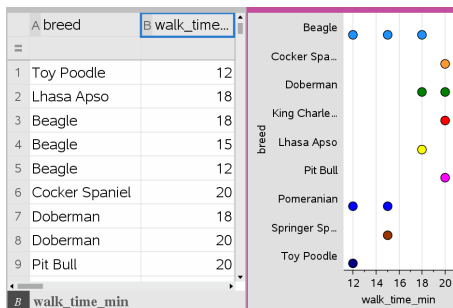 A breed B walk_time...
=
1 Toy Poodle 12
2 Lhasa Apso 18
3 Beagle 18
4 Beagle 15
5 Beagle 12
6 Cocker Spaniel 20
7 Doberman 18
8 Doberman 20
9 Pit Bull 20
B walk_time_min
breed
Beagle
Cocker Spa...
Doberman
King Charle...
Lhasa Apso
Pit Bull
Pomeranian
Springer Sp...
Toy Poodle
12 14 16 18 20
walk_time_min